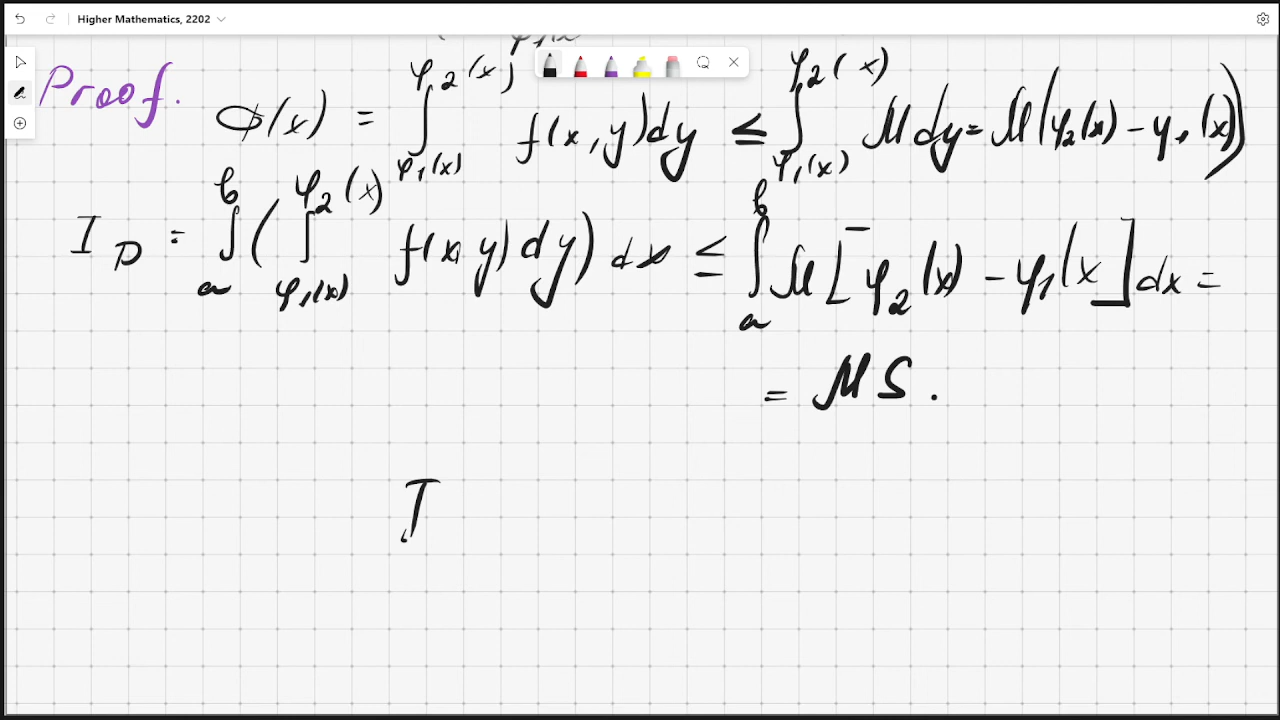 Higher Mathematics, 2202
Proof.
Φ(x) = ∫_{φ₁(x)}^{φ₂(x)} f(x,y)dy ≤ ∫_{φ₁(x)}^{φ₂(x)} M dy = M(φ₂(x) - φ₁(x))
I_D = ∫_a^b (∫_{φ₁(x)}^{φ₂(x)} f(x,y)dy) dx ≤ ∫_a^b M[φ₂(x) - φ₁(x]dx =
= MS.
I